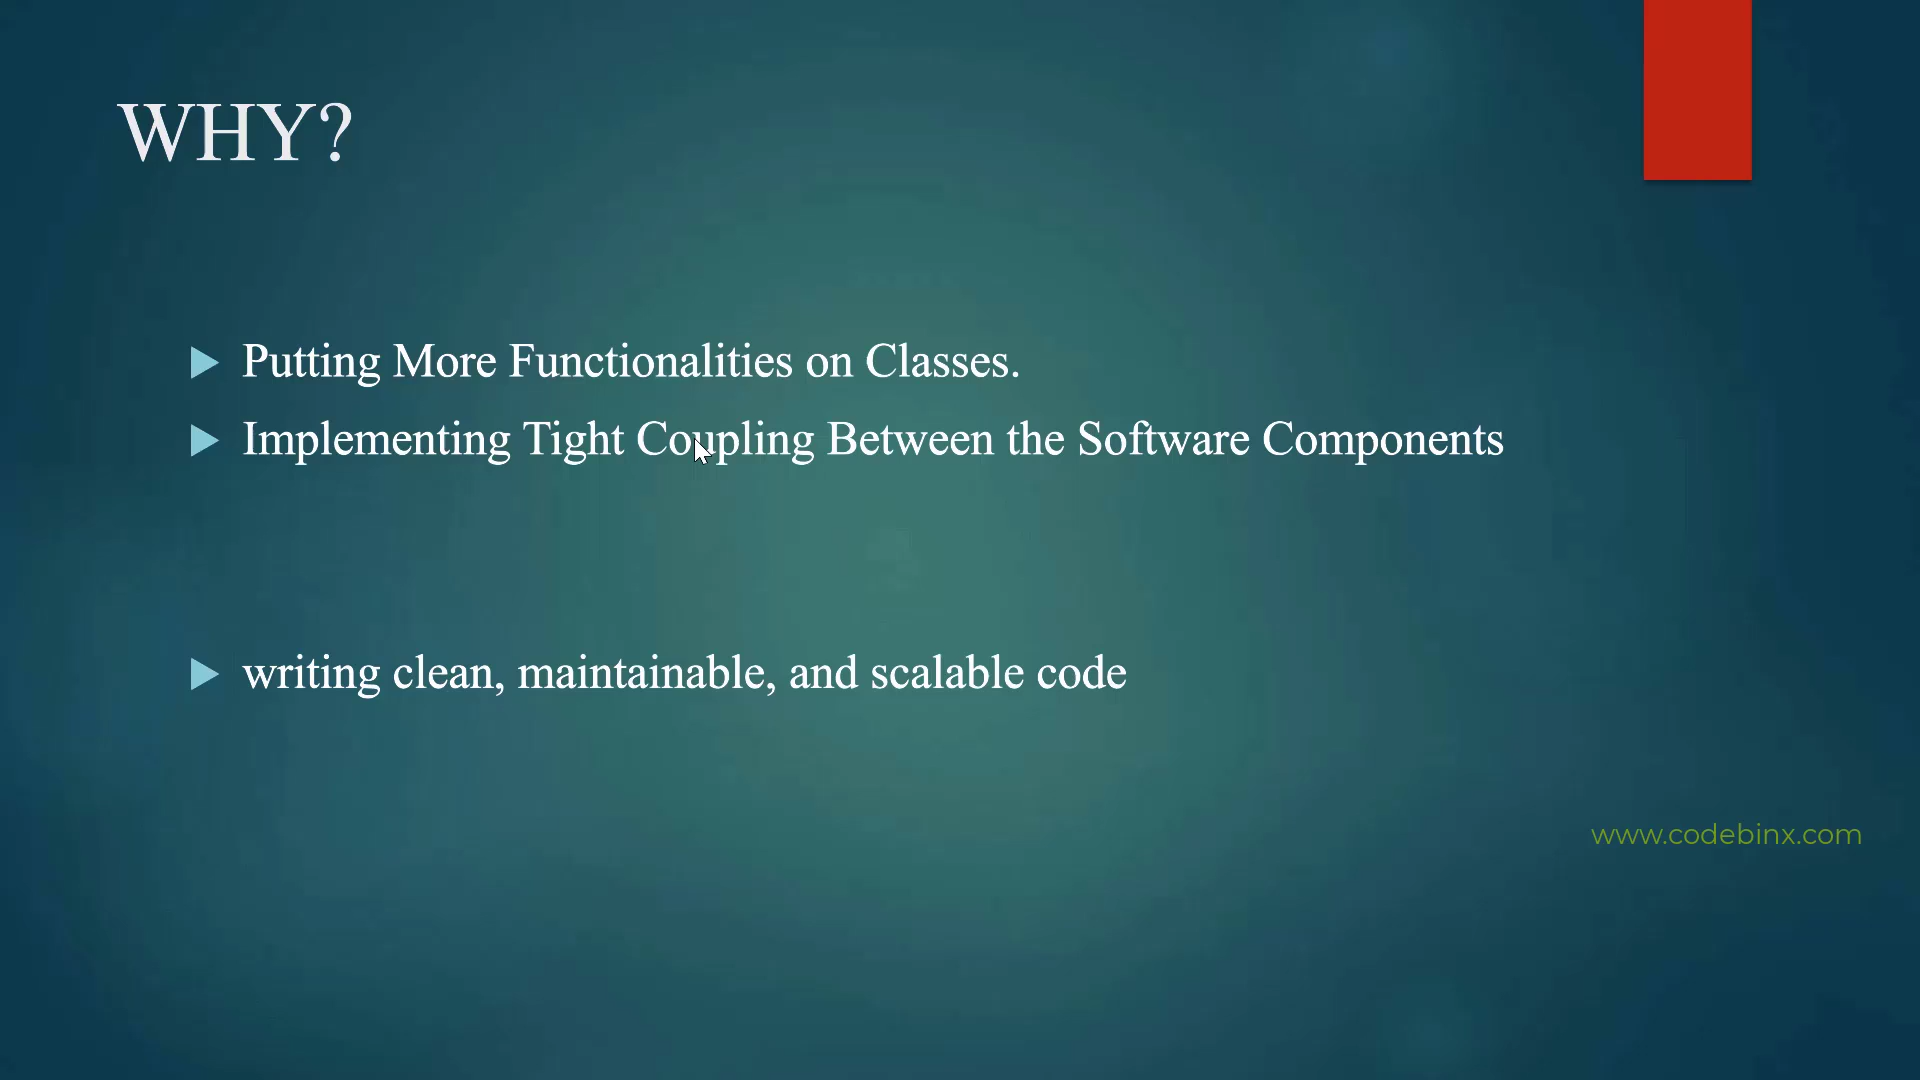 WHY?
Putting More Functionalities on Classes.
Implementing Tight Coupling Between the Software Components
writing clean, maintainable, and scalable code
www.codebinx.com